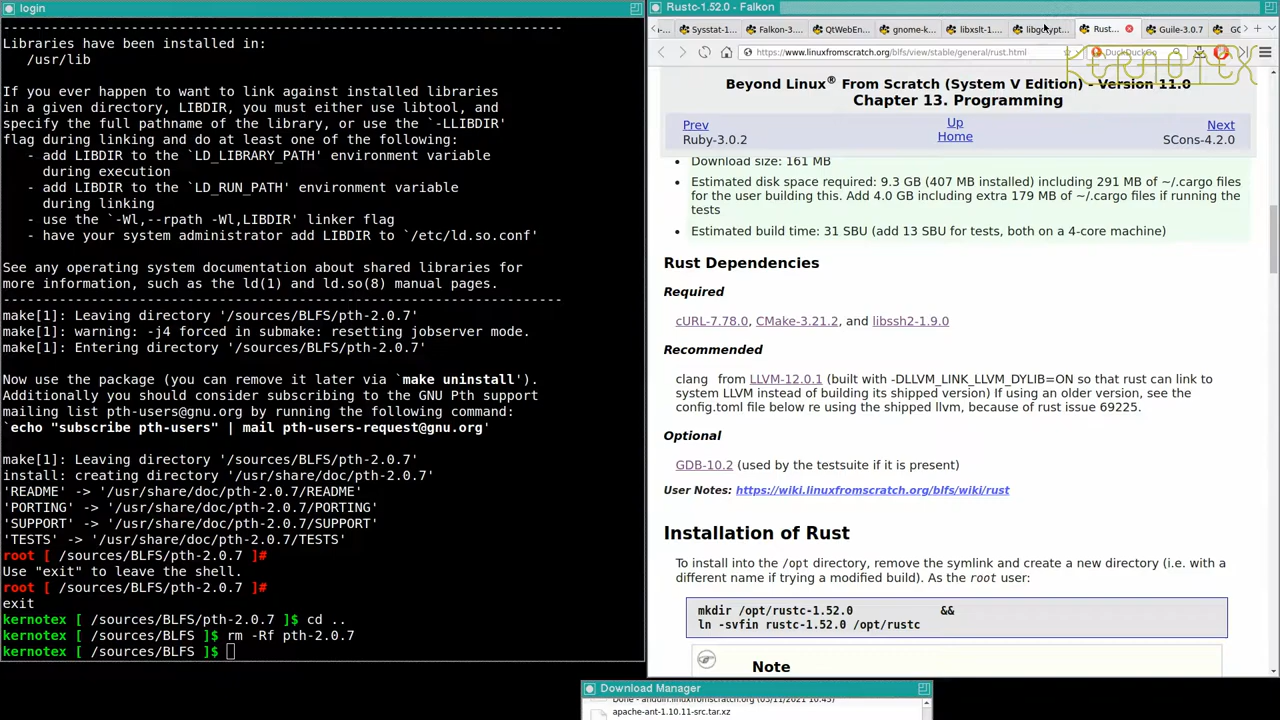 login
------------------------------------------------------------------
Libraries have been installed in:
   /usr/lib
If you ever happen to want to link against installed libraries
in a given directory, LIBDIR, you must either use libtool, and
specify the full pathname of the library, or use the `-LLIBDIR'
flag during linking and do at least one of the following:
   - add LIBDIR to the `LD_LIBRARY_PATH' environment variable
     during execution
   - add LIBDIR to the `LD_RUN_PATH' environment variable
     during linking
   - use the `-Wl,--rpath -Wl,LIBDIR' linker flag
   - have your system administrator add LIBDIR to `/etc/ld.so.conf'
See any operating system documentation about shared libraries for
more information, such as the ld(1) and ld.so(8) manual pages.
------------------------------------------------------------------
make[1]: Leaving directory '/sources/BLFS/pth-2.0.7'
make[1]: warning: -j4 forced in submake: resetting jobserver mode.
make[1]: Entering directory '/sources/BLFS/pth-2.0.7'
Now use the package (you can remove it later via `make uninstall').
Additionally you should consider subscribing to the GNU Pth support
mailing list pth-users@gnu.org by running the following command:
`echo "subscribe pth-users" | mail pth-users-request@gnu.org'
make[1]: Leaving directory '/sources/BLFS/pth-2.0.7'
install: creating directory '/usr/share/doc/pth-2.0.7'
'README' -> '/usr/share/doc/pth-2.0.7/README'
'PORTING' -> '/usr/share/doc/pth-2.0.7/PORTING'
'SUPPORT' -> '/usr/share/doc/pth-2.0.7/SUPPORT'
'TESTS' -> '/usr/share/doc/pth-2.0.7/TESTS'
root [ /sources/BLFS/pth-2.0.7 ]#
Use "exit" to leave the shell.
root [ /sources/BLFS/pth-2.0.7 ]#
exit
kernotex [ /sources/BLFS/pth-2.0.7 ]$ cd ..
kernotex [ /sources/BLFS ]$ rm -Rf pth-2.0.7
kernotex [ /sources/BLFS ]$
Rustc-1.52.0 - Falkon
Sysstat-1... Falkon-3.... QtWebEn... gnome-k... libxslt-1... libgcrypt... Rust... Guile-3.0.7 GC
https://www.linuxfromscratch.org/blfs/view/stable/general/rust.html
DuckDuckGo
KERNOTEX
Beyond Linux® From Scratch (System V Edition) - Version 11.0
Chapter 13. Programming
Prev Up Next
Ruby-3.0.2 Home SCons-4.2.0
• Download size: 161 MB
• Estimated disk space required: 9.3 GB (407 MB installed) including 291 MB of ~/.cargo files
for the user building this. Add 4.0 GB including extra 179 MB of ~/.cargo files if running the
tests
• Estimated build time: 31 SBU (add 13 SBU for tests, both on a 4-core machine)
Rust Dependencies
Required
cURL-7.78.0, CMake-3.21.2, and libssh2-1.9.0
Recommended
clang from LLVM-12.0.1 (built with -DLLVM_LINK_LLVM_DYLIB=ON so that rust can link to
system LLVM instead of building its shipped version) If using an older version, see the
config.toml file below re using the shipped llvm, because of rust issue 69225.
Optional
GDB-10.2 (used by the testsuite if it is present)
User Notes: https://wiki.linuxfromscratch.org/blfs/wiki/rust
Installation of Rust
To install into the /opt directory, remove the symlink and create a new directory (i.e. with a
different name if trying a modified build). As the root user:
mkdir /opt/rustc-1.52.0 &&
ln -svfin rustc-1.52.0 /opt/rustc
Note
Download Manager
Done - anduin.linuxfromscratch.org (05/11/2021 10:45)
apache-ant-1.10.11-src.tar.xz